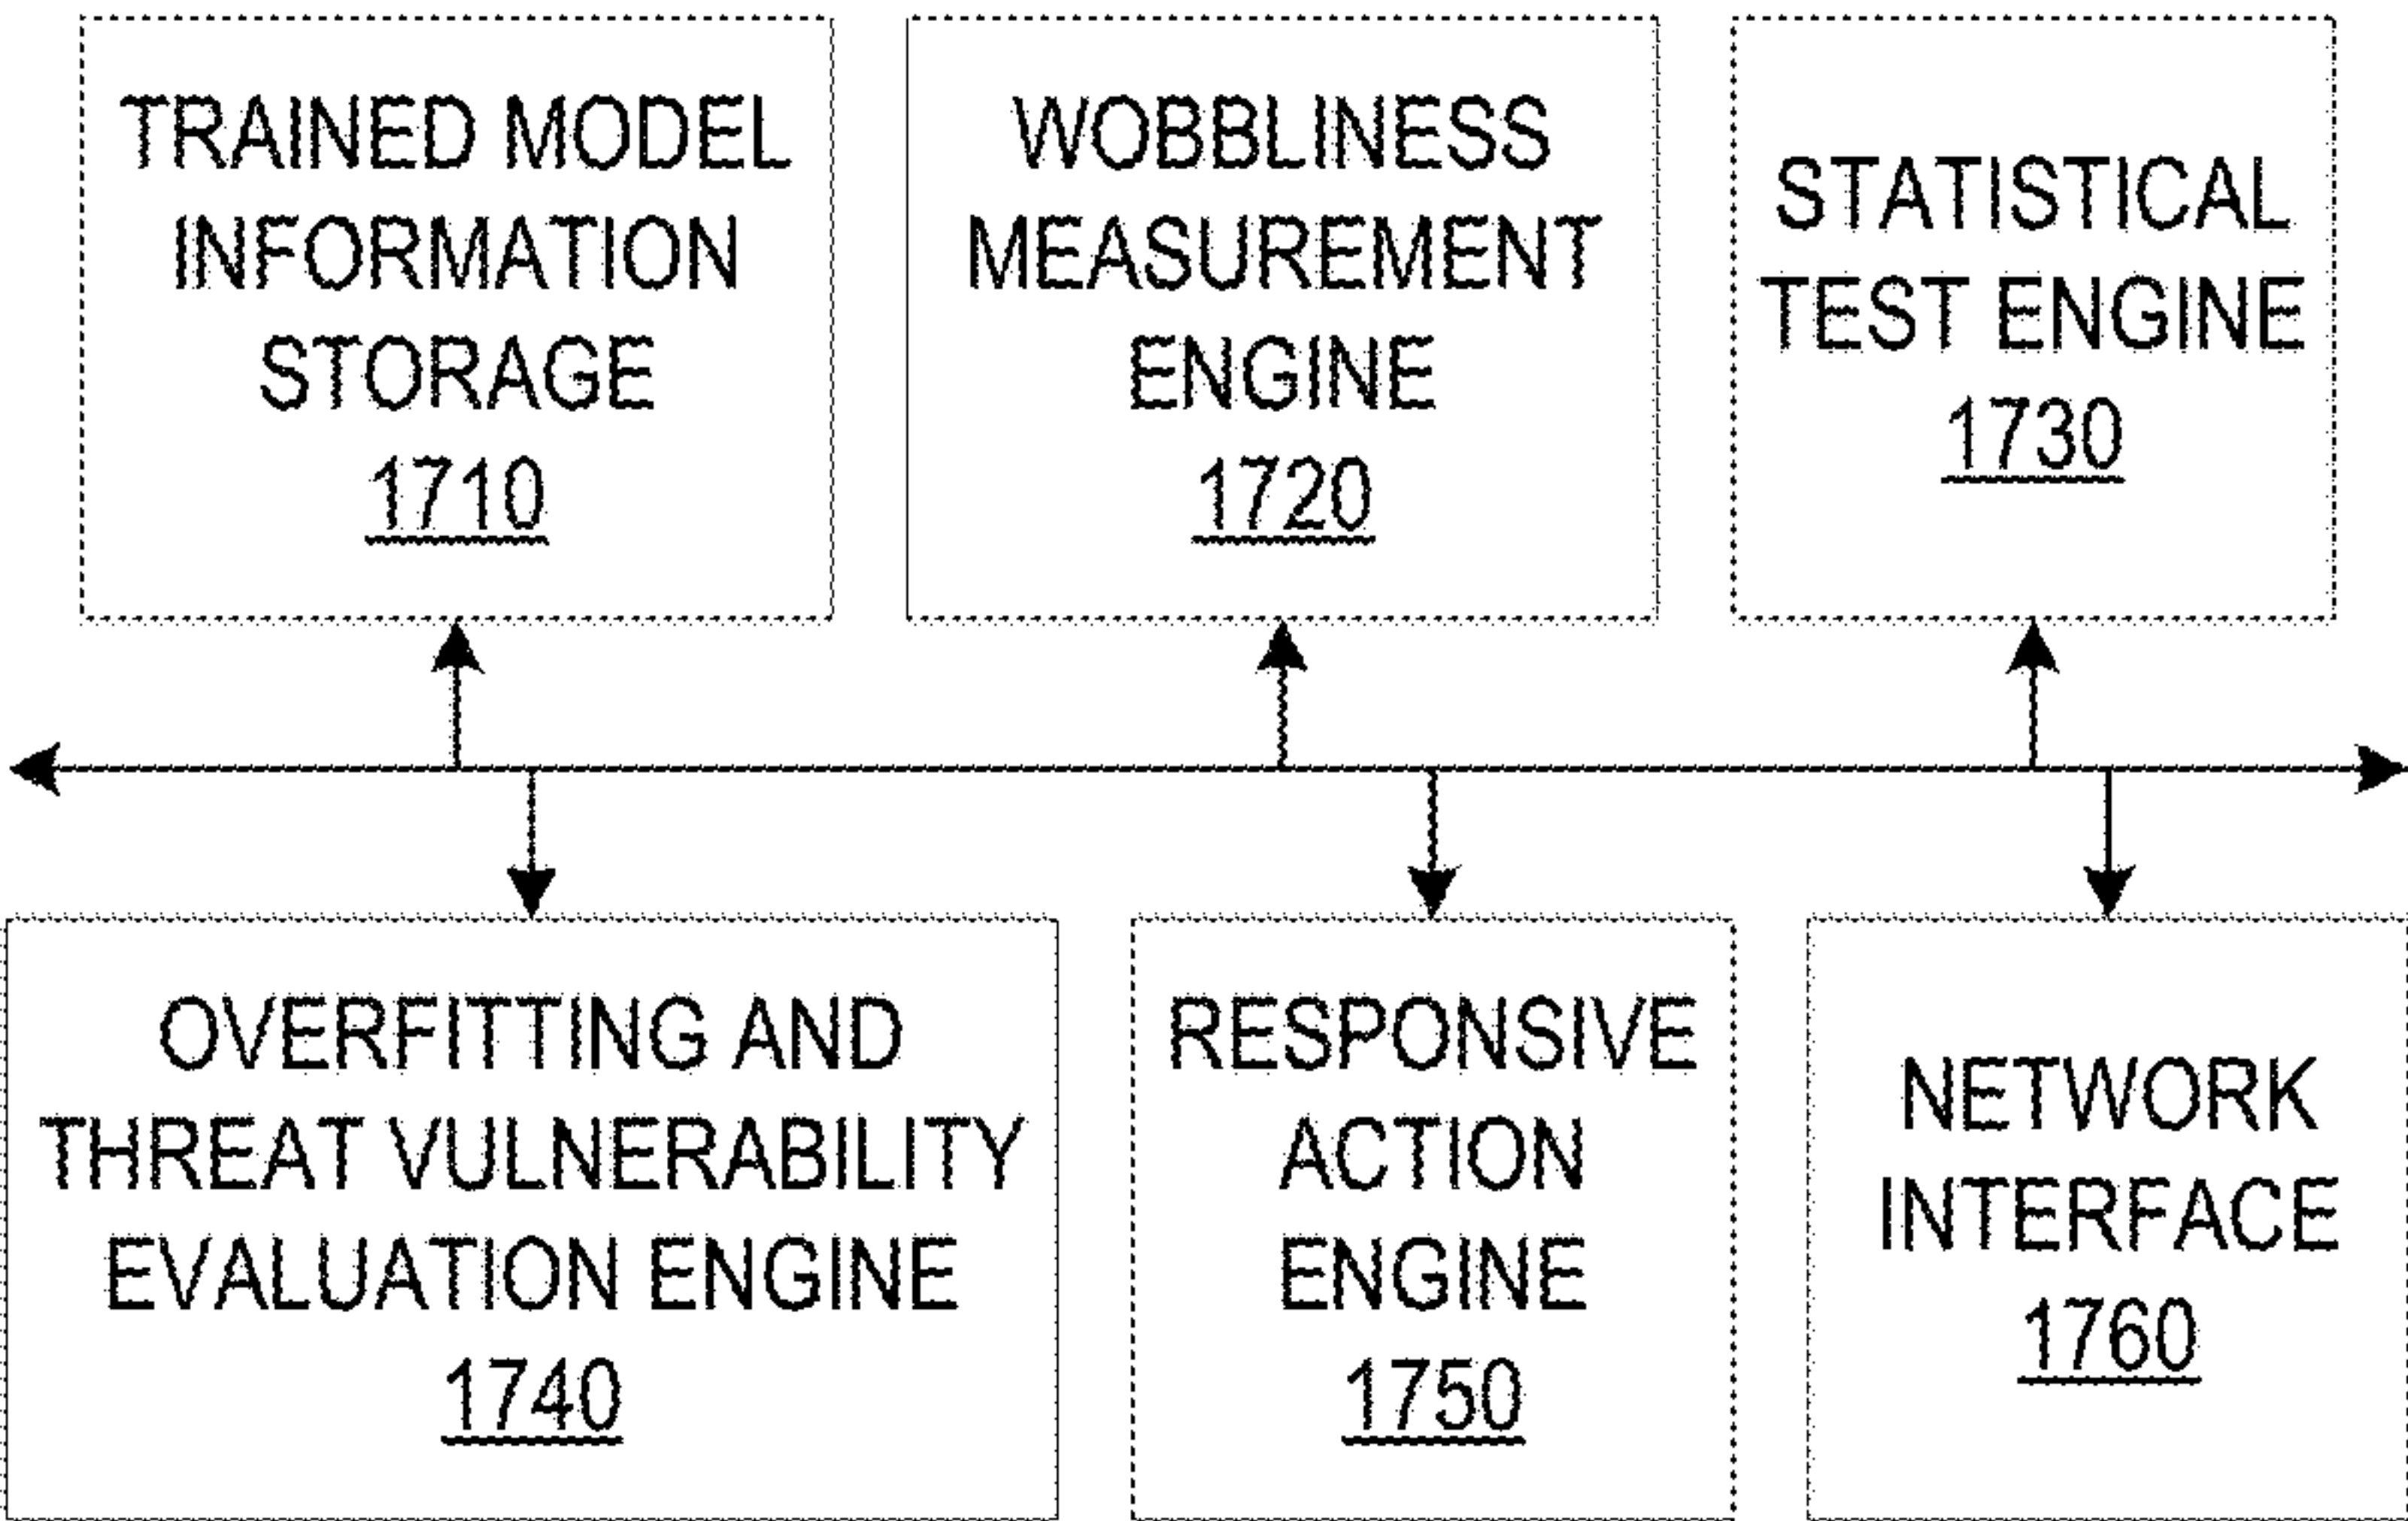 TRAINED MODEL
INFORMATION
STORAGE
1710
WOBBLINESS
MEASUREMENT
ENGINE
1720
STATISTICAL
TEST ENGINE
1730
OVERFITTING AND
THREAT VULNERABILITY
EVALUATION ENGINE
1740
RESPONSIVE
ACTION
ENGINE
1750
NETWORK
INTERFACE
1760